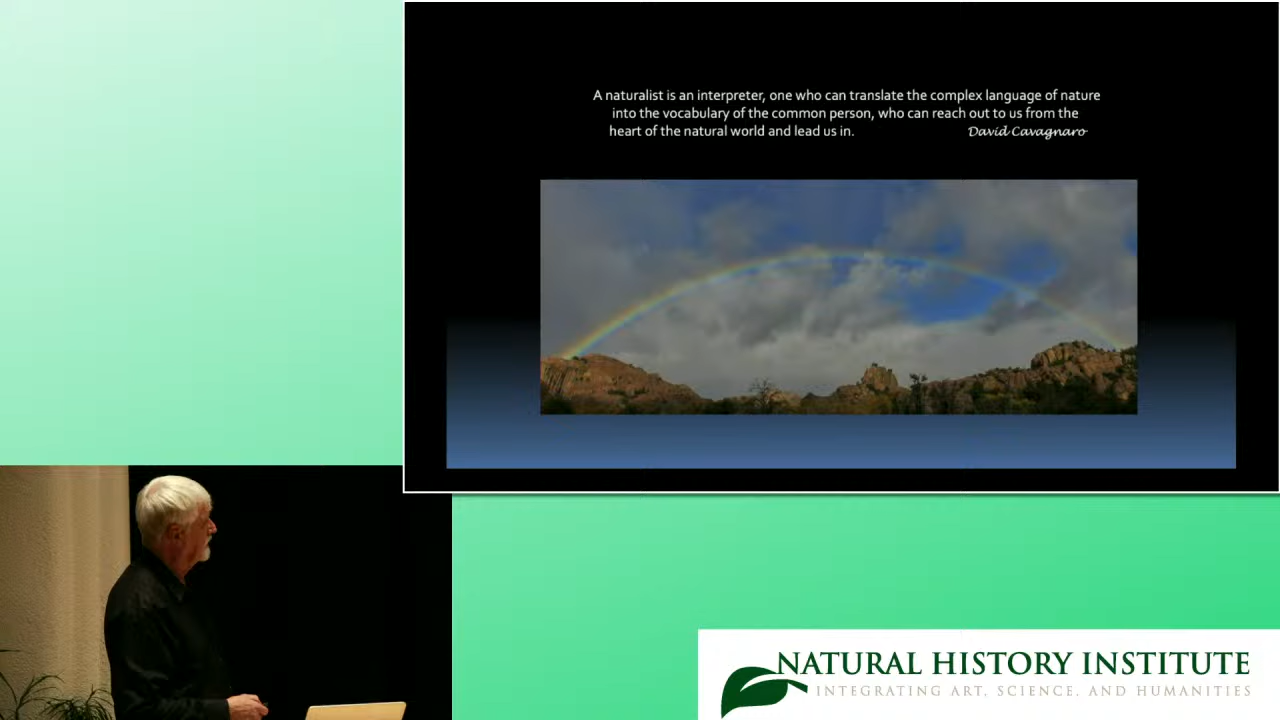 A naturalist is an interpreter, one who can translate the complex language of nature
into the vocabulary of the common person, who can reach out to us from the
heart of the natural world and lead us in. David Cavagnaro
NATURAL HISTORY INSTITUTE
INTEGRATING ART, SCIENCE, AND HUMANITIES